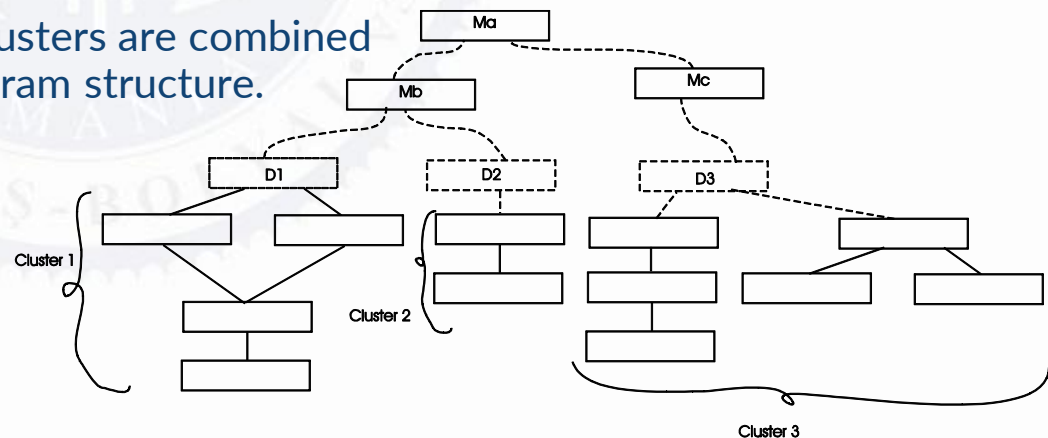 usters are combined
ram structure.
Ma
Mb
Mc
D1
D2
D3
Cluster 1
Cluster 2
Cluster 3